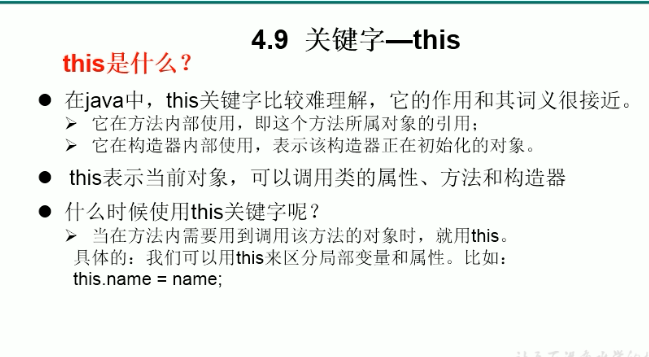 4.9 关键字—this
this是什么？
● 在java中，this关键字比较难理解，它的作用和其词义很接近。
➢ 它在方法内部使用，即这个方法所属对象的引用；
➢ 它在构造器内部使用，表示该构造器正在初始化的对象。
● this表示当前对象，可以调用类的属性、方法和构造器
● 什么时候使用this关键字呢？
➢ 当在方法内需要用到调用该方法的对象时，就用this。
具体的：我们可以用this来区分局部变量和属性。比如：
this.name = name;